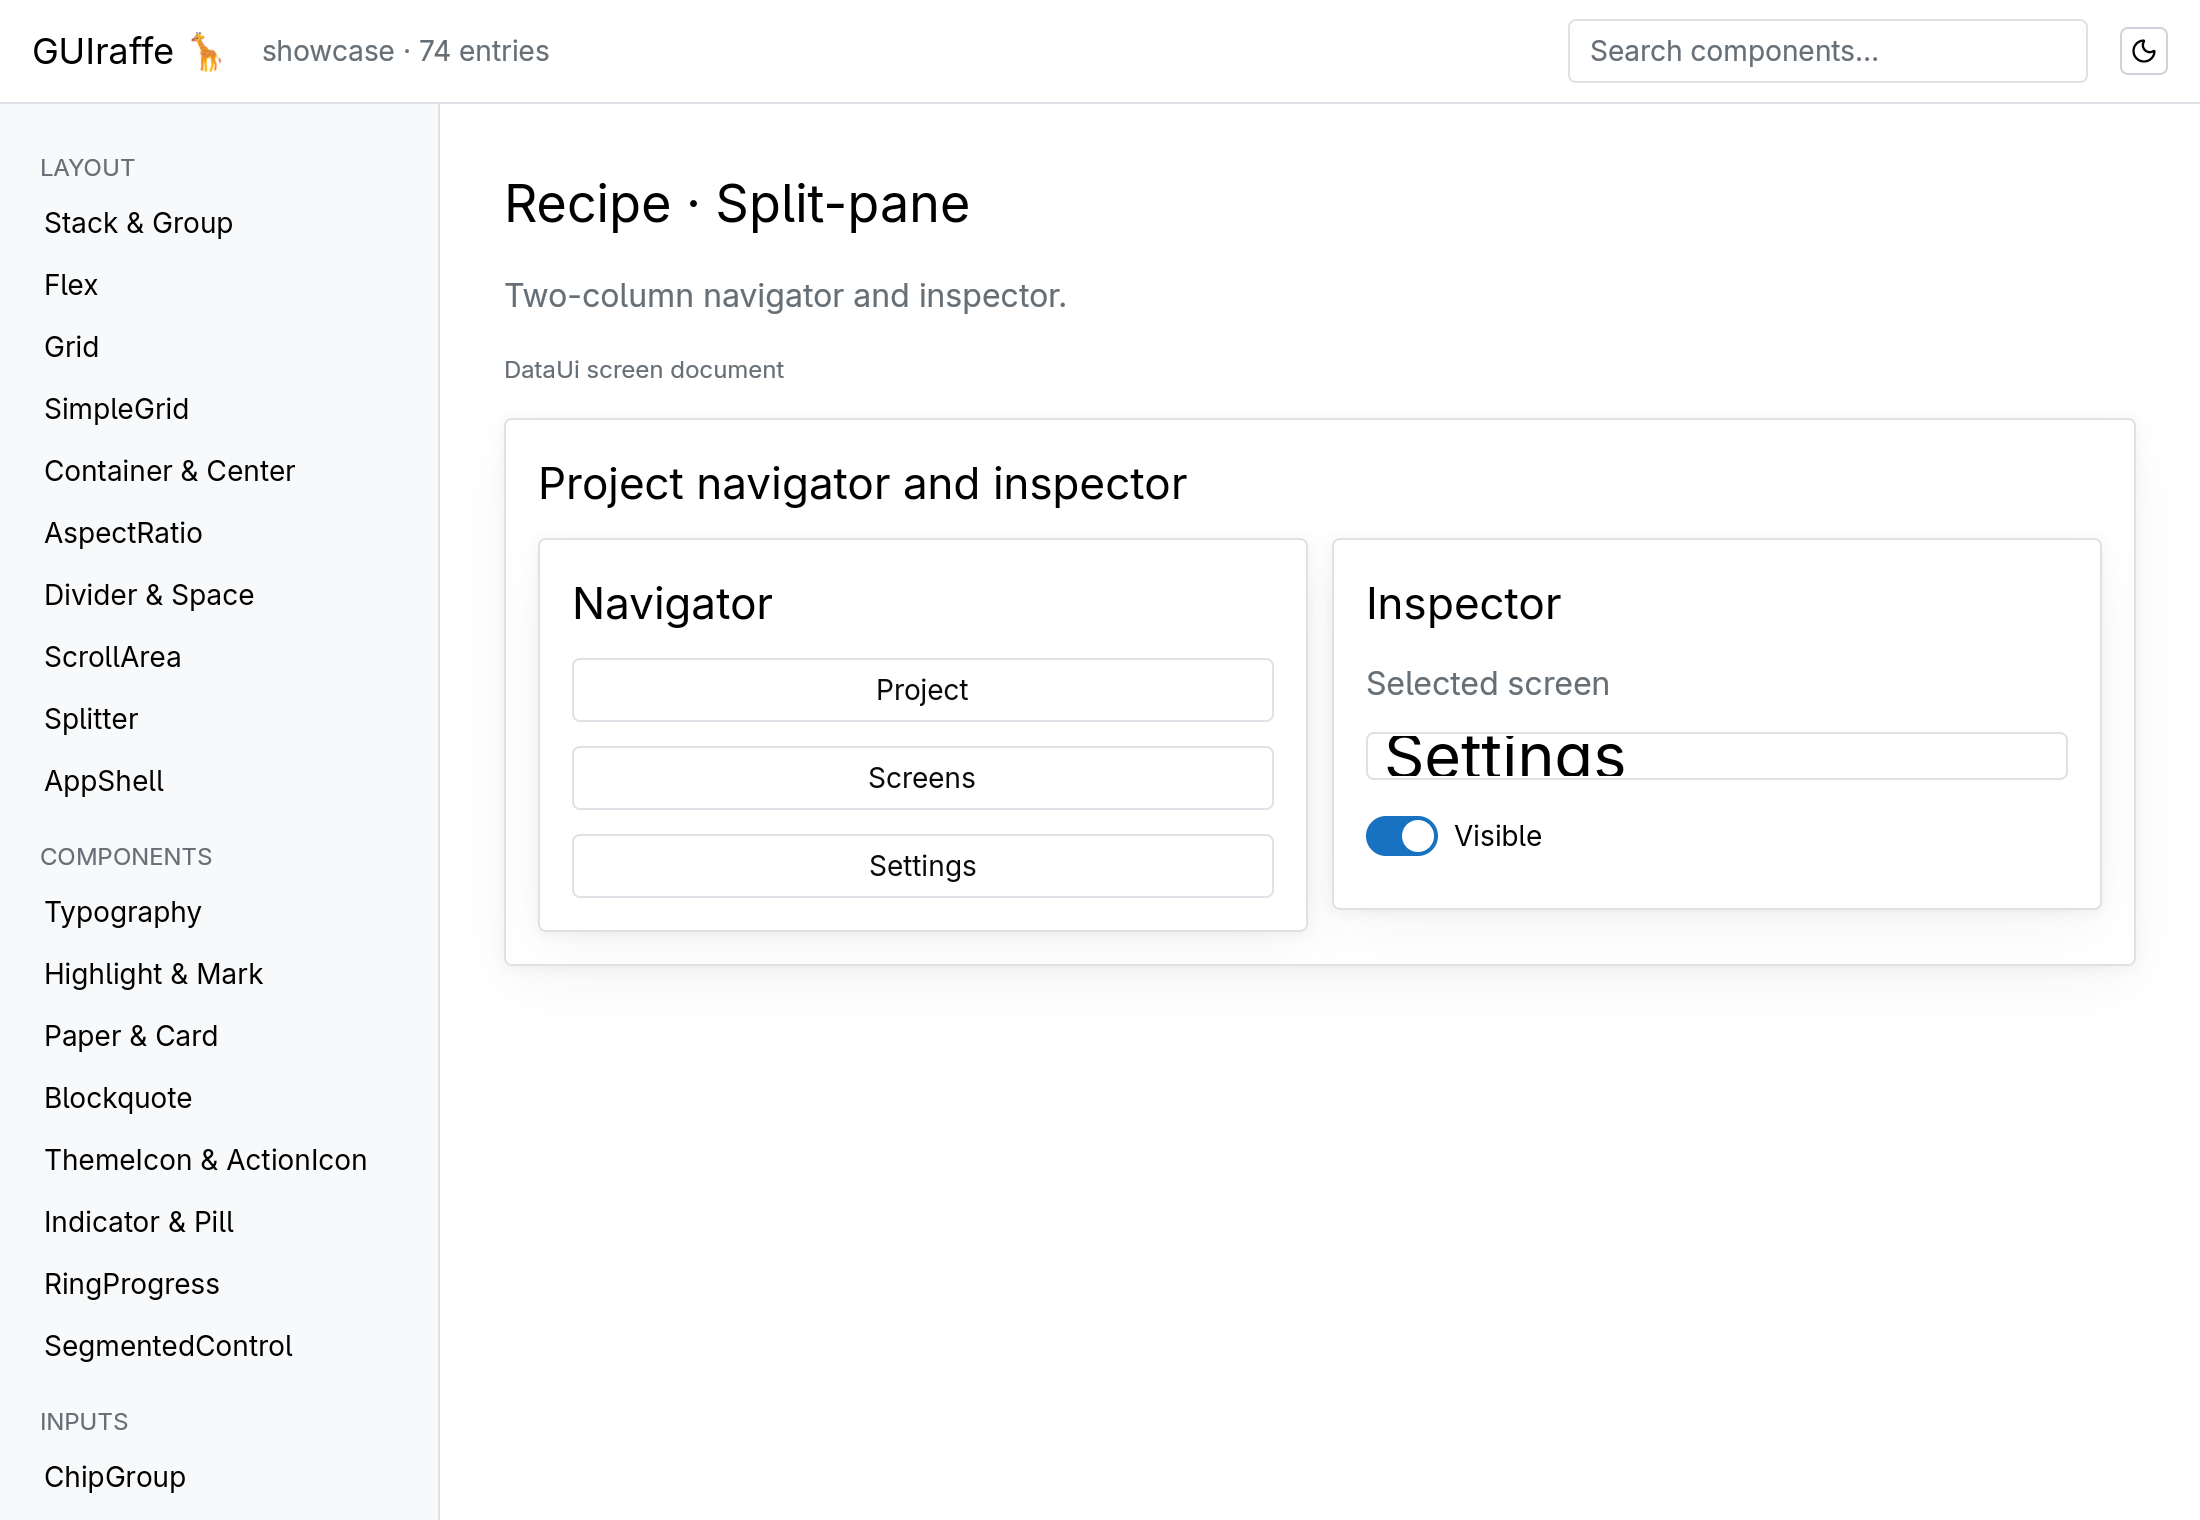 GUIraffe 🦒
showcase · 74 entries
Search components...
LAYOUT
Stack & Group
Flex
Grid
SimpleGrid
Container & Center
AspectRatio
Divider & Space
ScrollArea
Splitter
AppShell
COMPONENTS
Typography
Highlight & Mark
Paper & Card
Blockquote
ThemeIcon & ActionIcon
Indicator & Pill
RingProgress
SegmentedControl
INPUTS
ChipGroup
Recipe · Split-pane
Two-column navigator and inspector.
DataUi screen document
Project navigator and inspector
Navigator
Project
Screens
Settings
Inspector
Selected screen
Settings
Visible